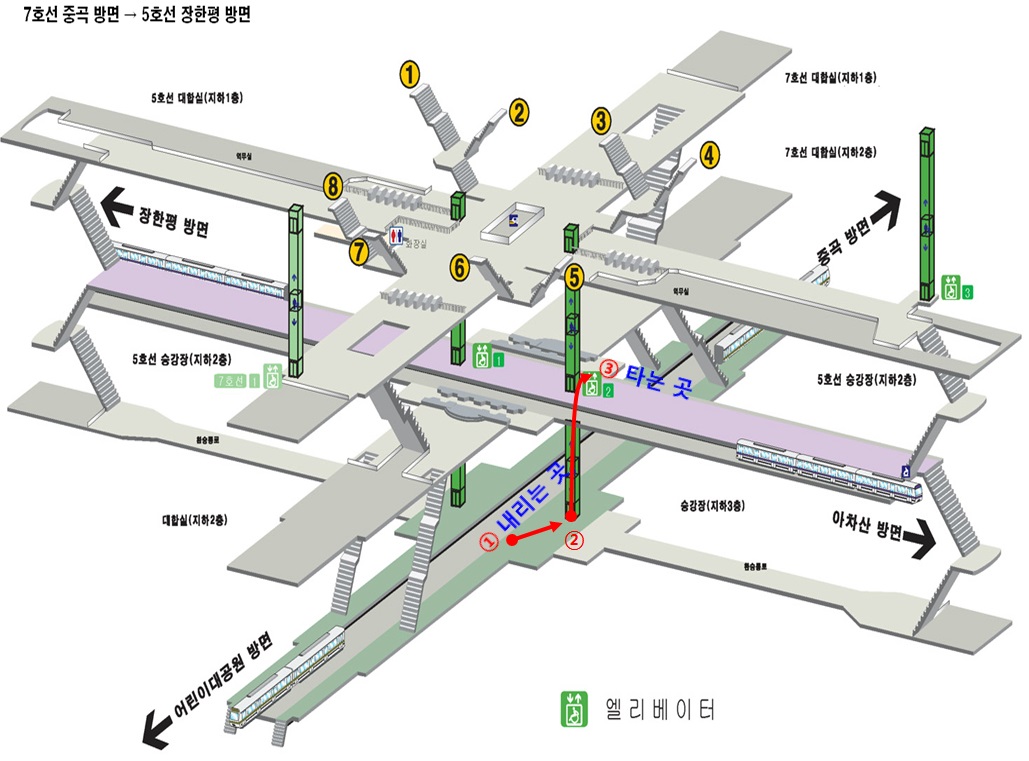 7호선 중곡 방면 → 5호선 장한평 방면
7호선 대합실(지하1층)
5호선 대합실(지하1층)
1
2
3
4
역무실
7호선 대합실(지하2층)
8
장한평 방면
화장실
중곡 방면
7
6
5
역무실
3
5호선 승강장(지하2층)
1
7호선 1
③ 타는 곳
2
5호선 승강장(지하2층)
환승통로
① 내리는 곳
②
대합실(지하2층)
승강장(지하3층)
아차산 방면
환승통로
어린이대공원 방면
엘리베이터